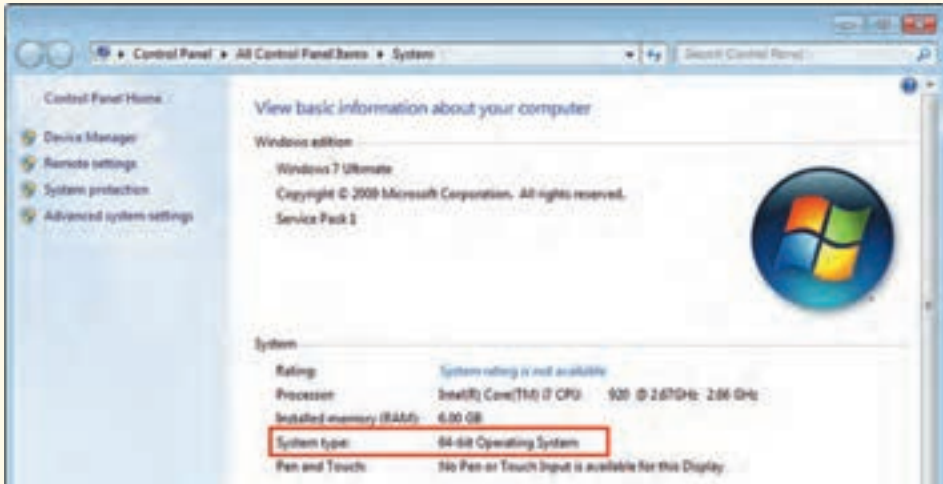 Control Panel ▸ All Control Panel Items ▸ System
Search Control Panel
Control Panel Home
Device Manager
Remote settings
System protection
Advanced system settings
View basic information about your computer
Windows edition
Windows 7 Ultimate
Copyright © 2009 Microsoft Corporation. All rights reserved.
Service Pack 1
System
Rating: System rating is not available
Processor: Intel(R) Core(TM) i7 CPU 920 @ 2.67GHz 2.66 GHz
Installed memory (RAM): 6.00 GB
System type: 64-bit Operating System
Pen and Touch: No Pen or Touch Input is available for this Display